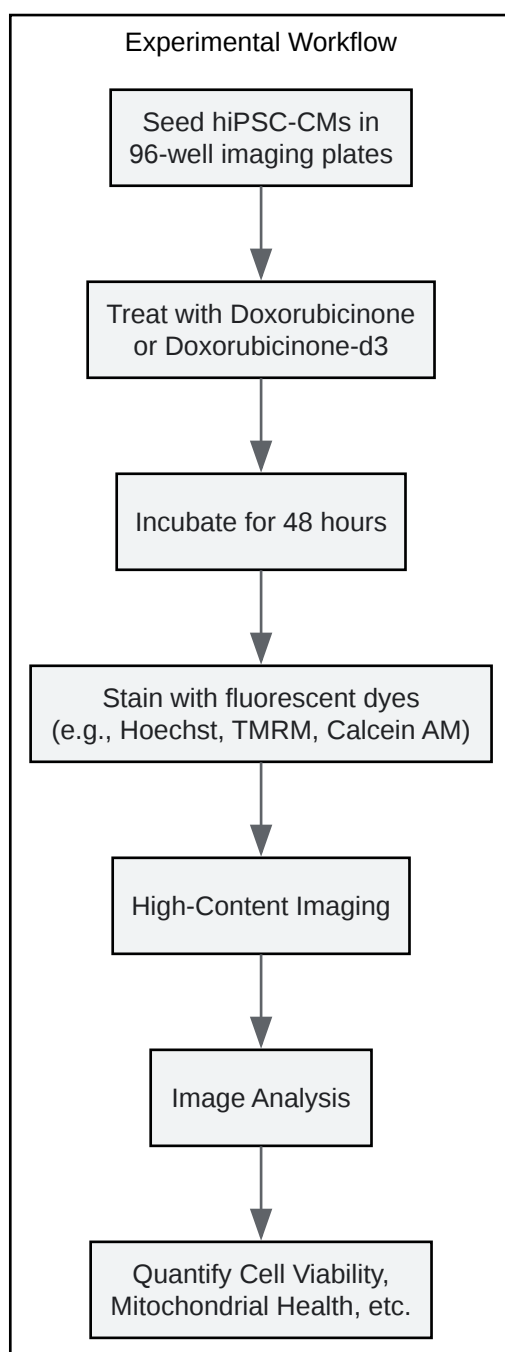 Experimental Workflow
Seed hiPSC-CMs in
96-well imaging plates
Treat with Doxorubicinone
or Doxorubicinone-d3
Incubate for 48 hours
Stain with fluorescent dyes
(e.g., Hoechst, TMRM, Calcein AM)
High-Content Imaging
Image Analysis
Quantify Cell Viability,
Mitochondrial Health, etc.